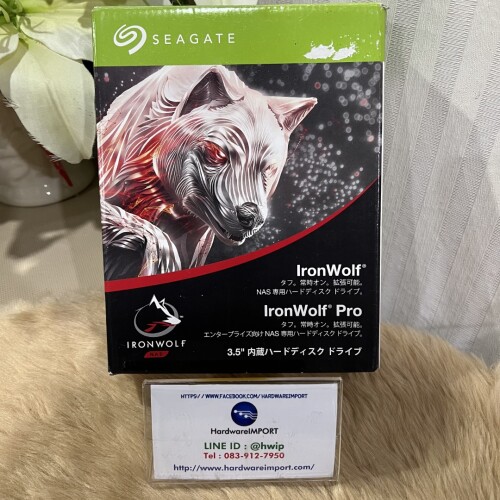 SEAGATE
IronWolf®
タフ。常時オン。拡張可能。
NAS 専用ハードディスク ドライブ。
IronWolf® Pro
タフ。常時オン。拡張可能。
エンタープライズ向け NAS 専用ハードディスク ドライブ。
3.5" 内蔵ハードディスク ドライブ
IRONWOLF
NAS
HTTPS://WWW.FACEBOOK.COM/HARDWAREIMPORT
HardwareIMPORT
LINE ID : @hwip
Tel : 083-912-7950
http://www.hardwareimport.com/